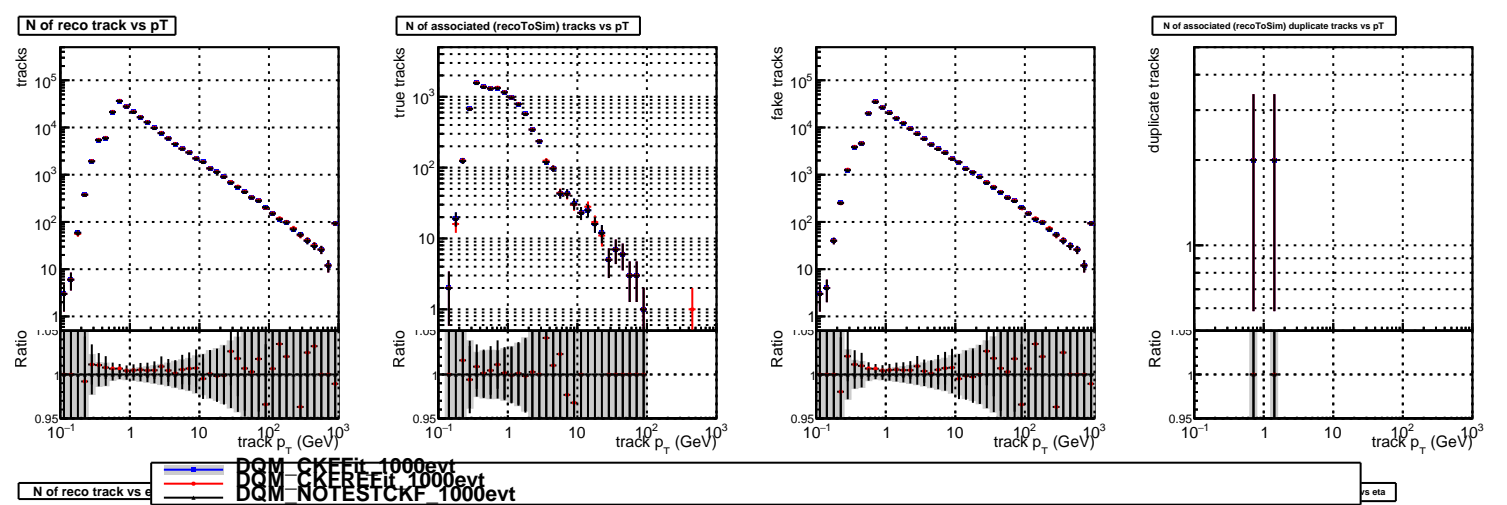 N of reco track vs pT
N of associated (recoToSim) tracks vs pT
N of associated (recoToSim) duplicate tracks vs pT
tracks
10^5
10^4
10^3
10^2
10
1
true tracks
10^3
10^2
10
1
fake tracks
10^5
10^4
10^3
10^2
10
1
duplicate tracks
1
Ratio
1.05
1
0.95
Ratio
1.05
1
0.95
Ratio
1.05
1
0.95
Ratio
1.05
1
0.95
10^-1 1 10 10^2 10^3
track p_T (GeV)
10^-1 1 10 10^2 10^3
track p_T (GeV)
10^-1 1 10 10^2 10^3
track p_T (GeV)
10^-1 1 10 10^2 10^3
track p_T (GeV)
DQM_CKFFit_1000evt
DQM_CKFREFit_1000evt
DQM_NOTESTCKF_1000evt
N of reco track vs e
vs eta